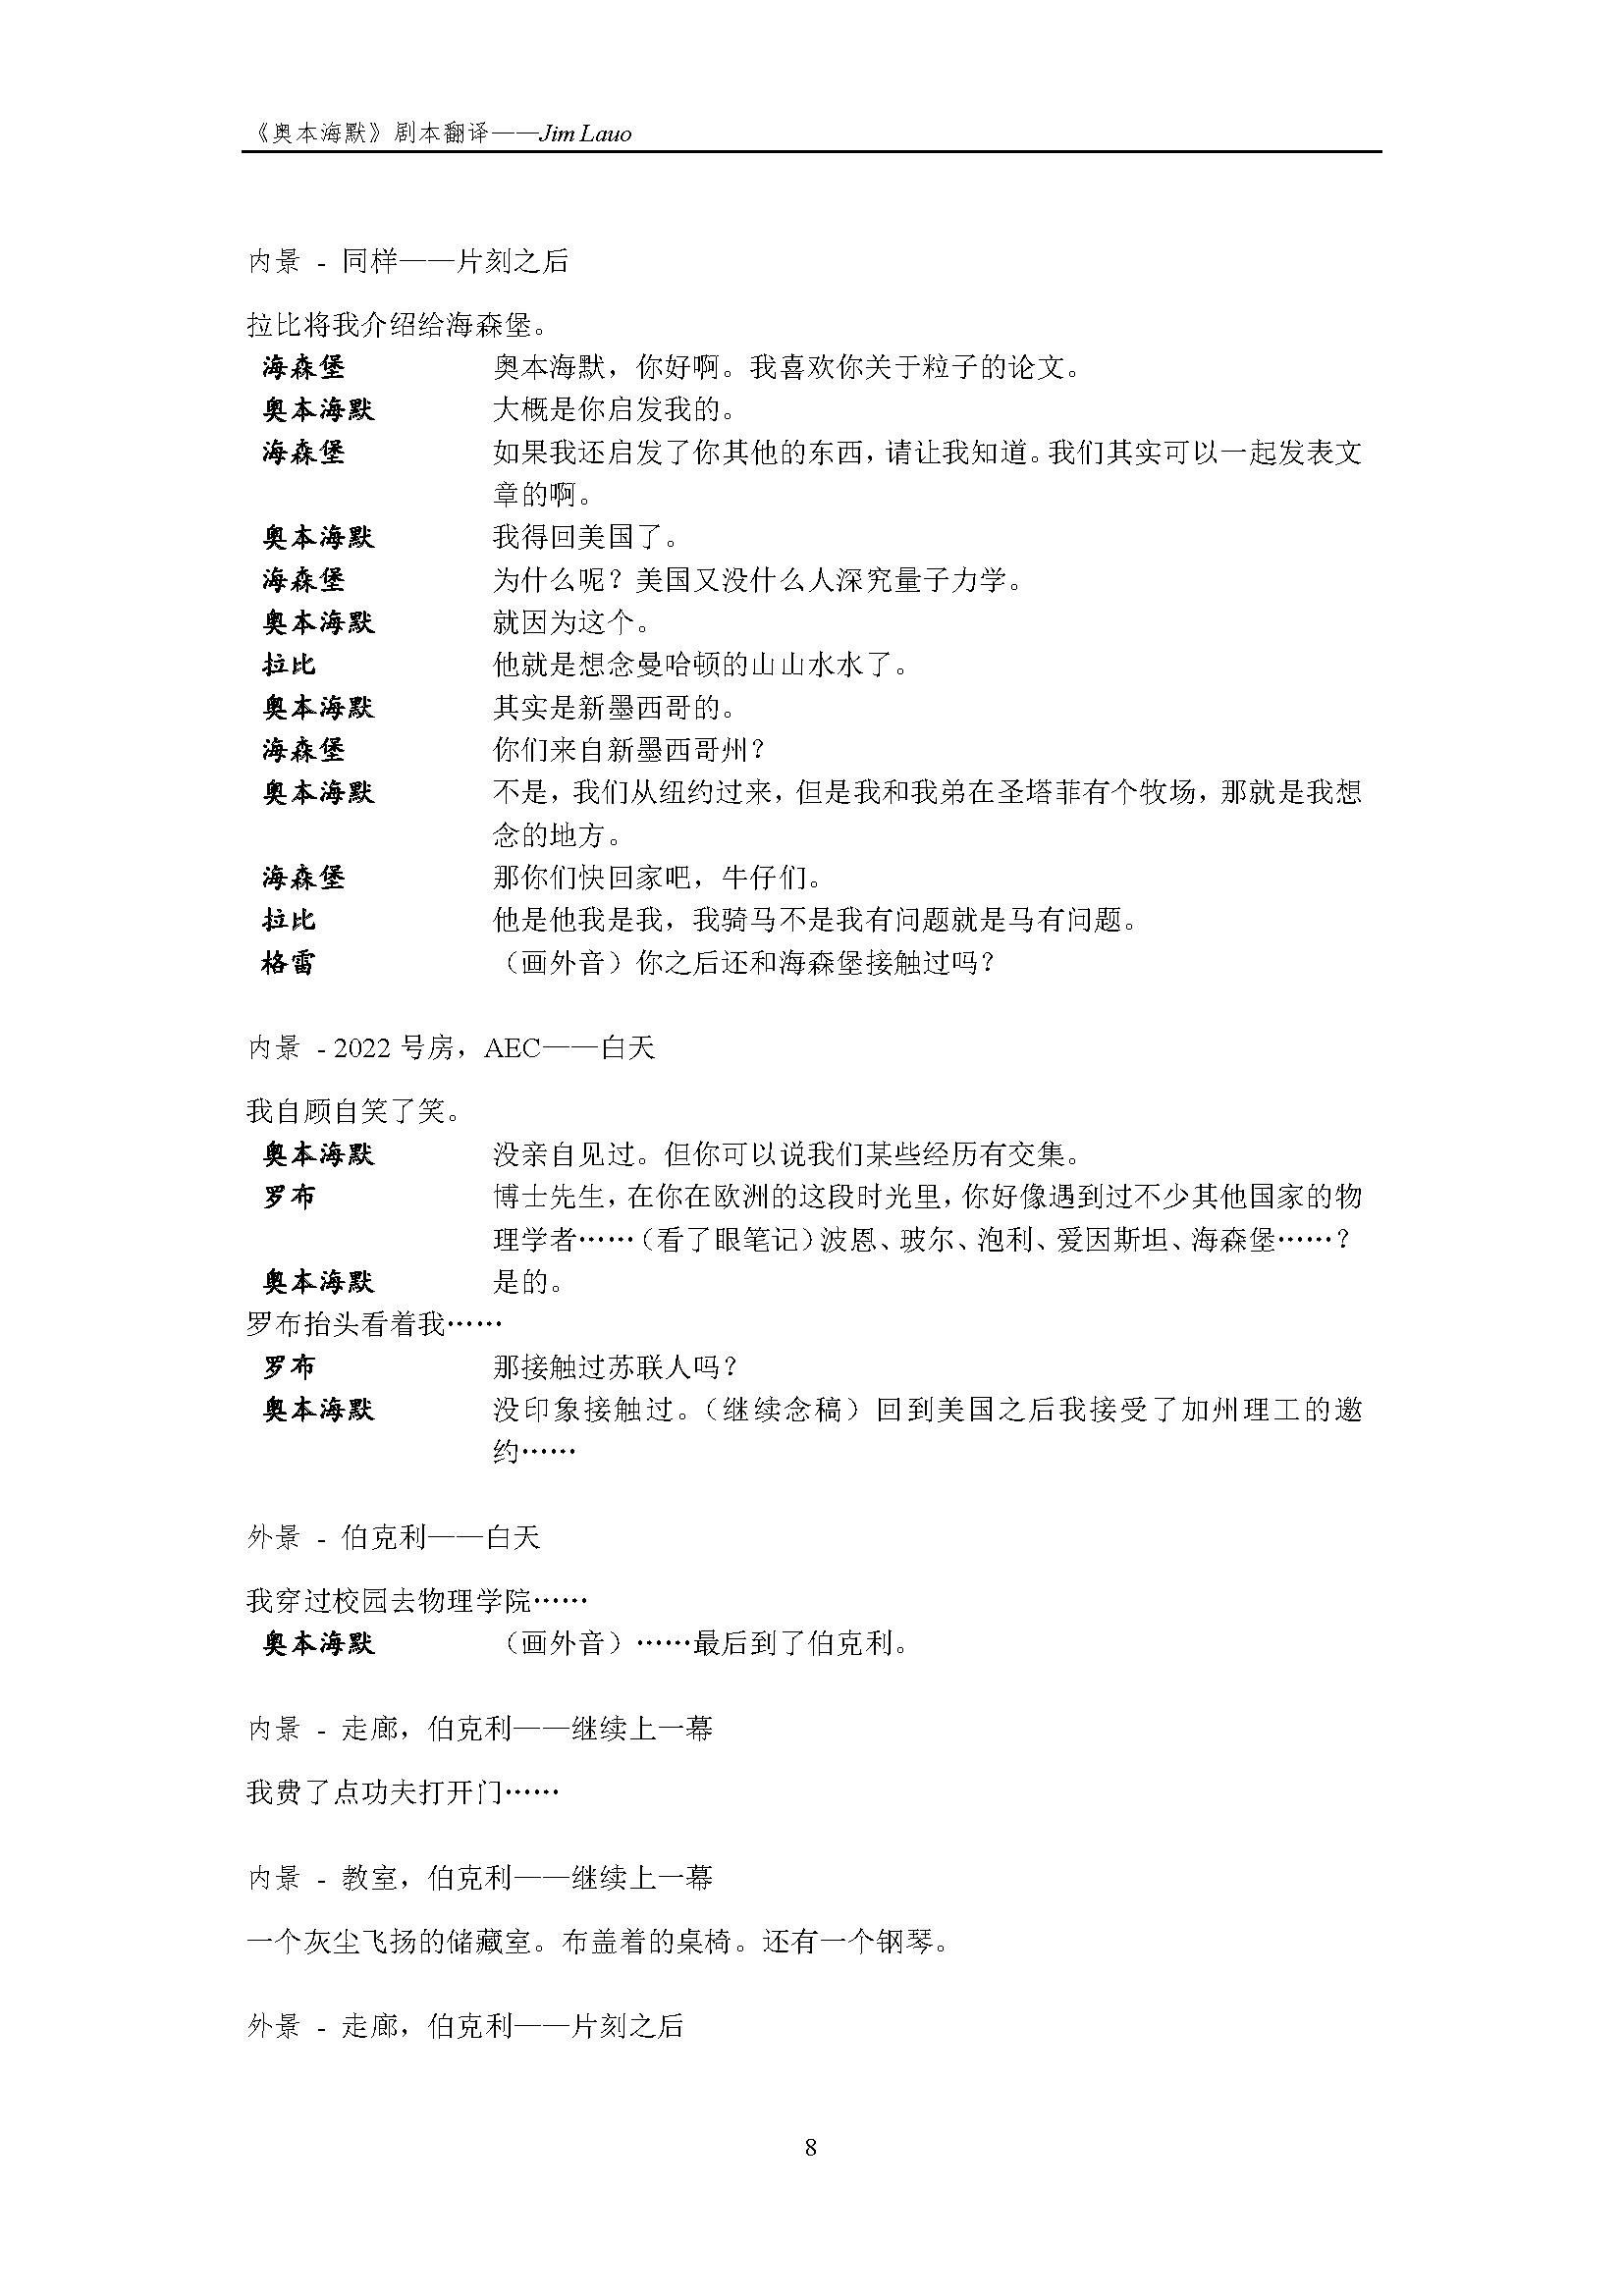 《奥本海默》剧本翻译——Jim Lauo
内景 - 同样——片刻之后
拉比将我介绍给海森堡。
海森堡 奥本海默，你好啊。我喜欢你关于粒子的论文。
奥本海默 大概是你启发我的。
海森堡 如果我还启发了你其他的东西，请让我知道。我们其实可以一起发表文
章的啊。
奥本海默 我得回美国了。
海森堡 为什么呢？美国又没什么人深究量子力学。
奥本海默 就因为这个。
拉比 他就是想念曼哈顿的山山水水了。
奥本海默 其实是新墨西哥的。
海森堡 你们来自新墨西哥州？
奥本海默 不是，我们从纽约过来，但是我和我弟在圣塔菲有个牧场，那就是我想
念的地方。
海森堡 那你们快回家吧，牛仔们。
拉比 他是他我是我，我骑马不是我有问题就是马有问题。
格雷 （画外音）你之后还和海森堡接触过吗？
内景 - 2022 号房，AEC——白天
我自顾自笑了笑。
奥本海默 没亲自见过。但你可以说我们某些经历有交集。
罗布 博士先生，在你在欧洲的这段时光里，你好像遇到过不少其他国家的物
理学者……（看了眼笔记）波恩、玻尔、泡利、爱因斯坦、海森堡……？
奥本海默 是的。
罗布抬头看着我……
罗布 那接触过苏联人吗？
奥本海默 没印象接触过。（继续念稿）回到美国之后我接受了加州理工的邀
约……
外景 - 伯克利——白天
我穿过校园去物理学院……
奥本海默 （画外音）……最后到了伯克利。
内景 - 走廊，伯克利——继续上一幕
我费了点功夫打开门……
内景 - 教室，伯克利——继续上一幕
一个灰尘飞扬的储藏室。布盖着的桌椅。还有一个钢琴。
外景 - 走廊，伯克利——片刻之后
8